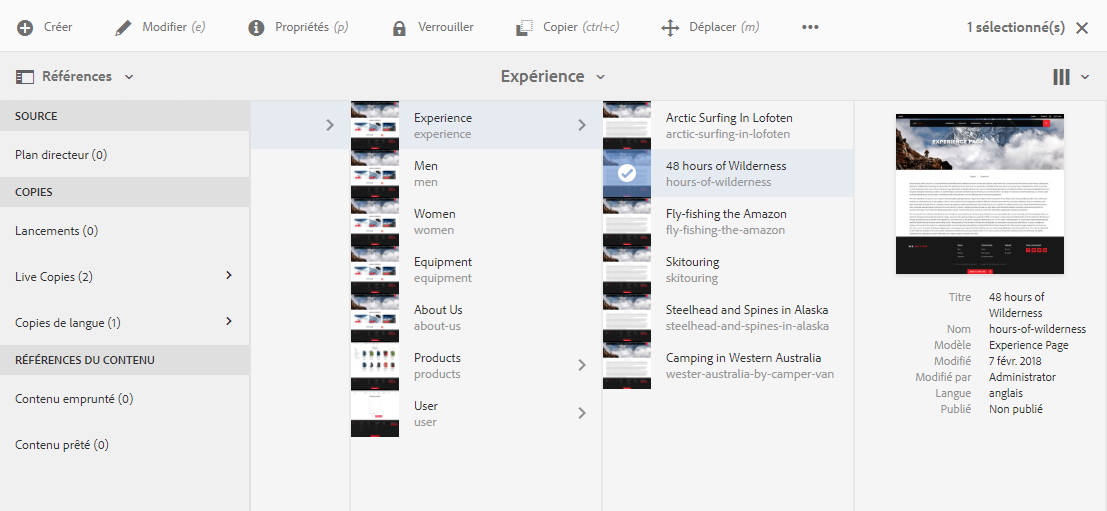 Créer
Modifier (e)
Propriétés (p)
Verrouiller
Copier (ctrl+c)
Déplacer (m)
1 sélectionné(s)
Références
Expérience
SOURCE
Plan directeur (0)
COPIES
Lancements (0)
Live Copies (2)
Copies de langue (1)
RÉFÉRENCES DU CONTENU
Contenu emprunté (0)
Contenu prêté (0)
Experience
experience
Men
men
Women
women
Equipment
equipment
About Us
about-us
Products
products
User
user
Arctic Surfing In Lofoten
arctic-surfing-in-lofoten
48 hours of Wilderness
hours-of-wilderness
Fly-fishing the Amazon
fly-fishing-the-amazon
Skitouring
skitouring
Steelhead and Spines in Alaska
steelhead-and-spines-in-alaska
Camping in Western Australia
wester-australia-by-camper-van
EXPERIENCE PAGE
Titre 48 hours of
Wilderness
Nom hours-of-wilderness
Modèle Experience Page
Modifié 7 févr. 2018
Modifié par Administrator
Langue anglais
Publié Non publié